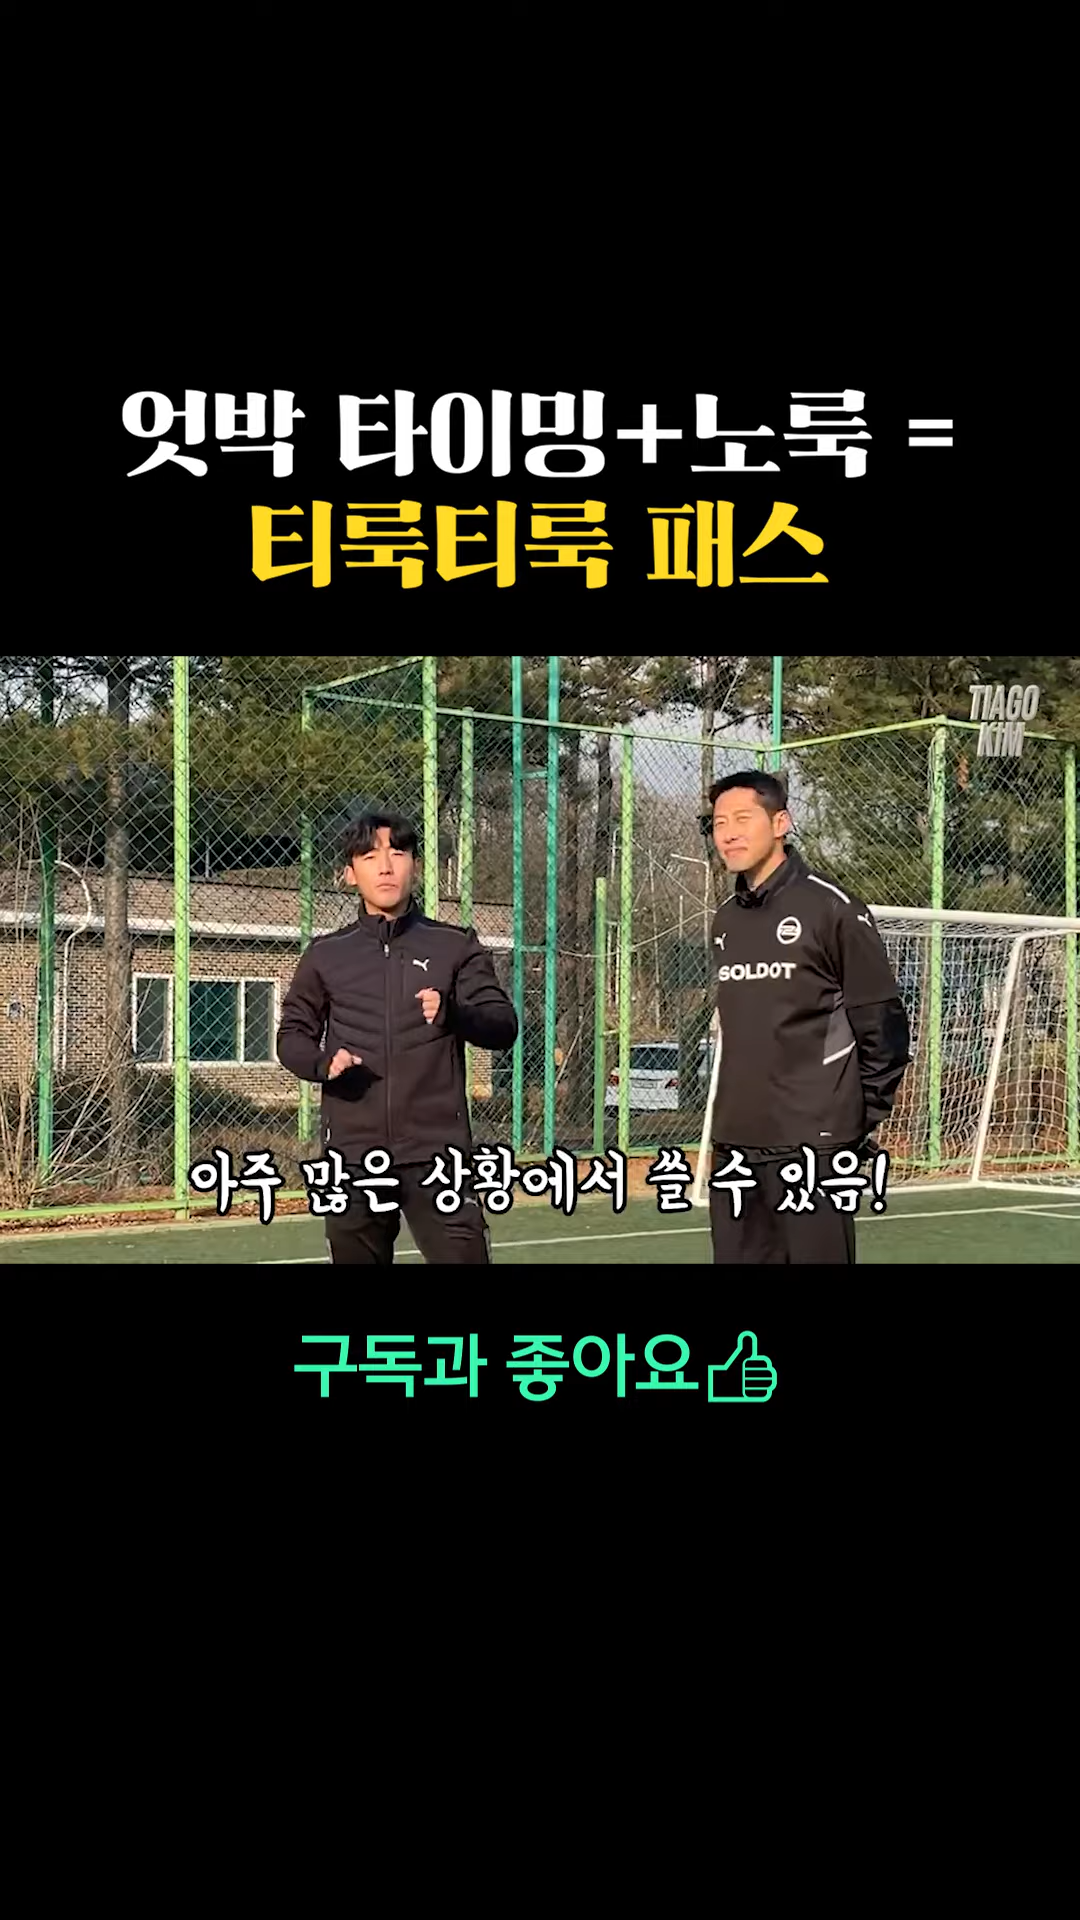 엇박 타이밍+노룩 =
티룩티룩 패스
TIAGO
KIM
SOLDOT
아주 많은 상황에서 쓸 수 있음!
구독과 좋아요